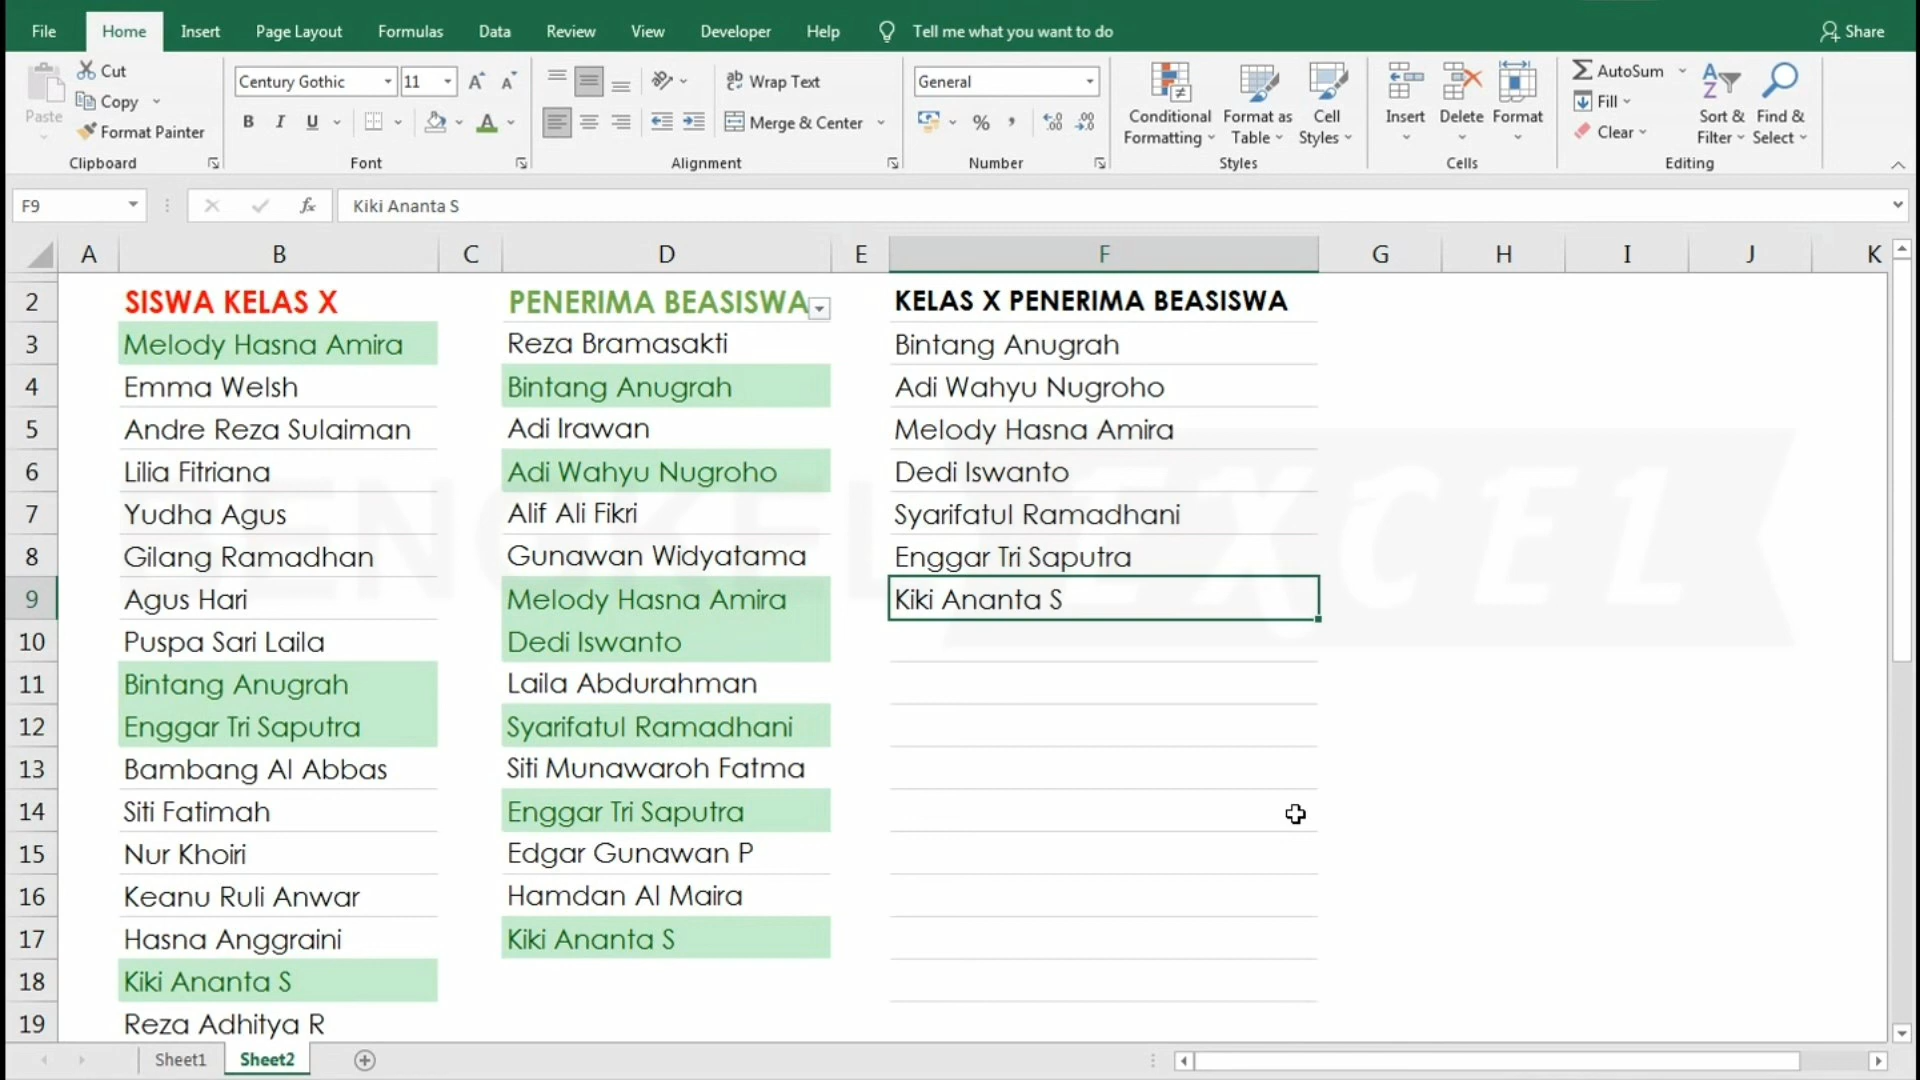 File Home Insert Page Layout Formulas Data Review View Developer Help Tell me what you want to do Share
Paste
Cut
Copy
Format Painter
Clipboard
Century Gothic 11 A A
B I U A
Font
ab Wrap Text
Merge & Center
Alignment
General
% ,
Number
Conditional Formatting
Format as Table
Cell Styles
Styles
Insert Delete Format
Cells
AutoSum
Fill
Clear
Sort & Filter
Find & Select
Editing
F9 fx Kiki Ananta S
A B C D E F G H I J K
2 SISWA KELAS X PENERIMA BEASISWA KELAS X PENERIMA BEASISWA
3 Melody Hasna Amira Reza Bramasakti Bintang Anugrah
4 Emma Welsh Bintang Anugrah Adi Wahyu Nugroho
5 Andre Reza Sulaiman Adi Irawan Melody Hasna Amira
6 Lilia Fitriana Adi Wahyu Nugroho Dedi Iswanto
7 Yudha Agus Alif Ali Fikri Syarifatul Ramadhani
8 Gilang Ramadhan Gunawan Widyatama Enggar Tri Saputra
9 Agus Hari Melody Hasna Amira Kiki Ananta S
10 Puspa Sari Laila Dedi Iswanto
11 Bintang Anugrah Laila Abdurahman
12 Enggar Tri Saputra Syarifatul Ramadhani
13 Bambang Al Abbas Siti Munawaroh Fatma
14 Siti Fatimah Enggar Tri Saputra
15 Nur Khoiri Edgar Gunawan P
16 Keanu Ruli Anwar Hamdan Al Maira
17 Hasna Anggraini Kiki Ananta S
18 Kiki Ananta S
19 Reza Adhitya R
Sheet1 Sheet2